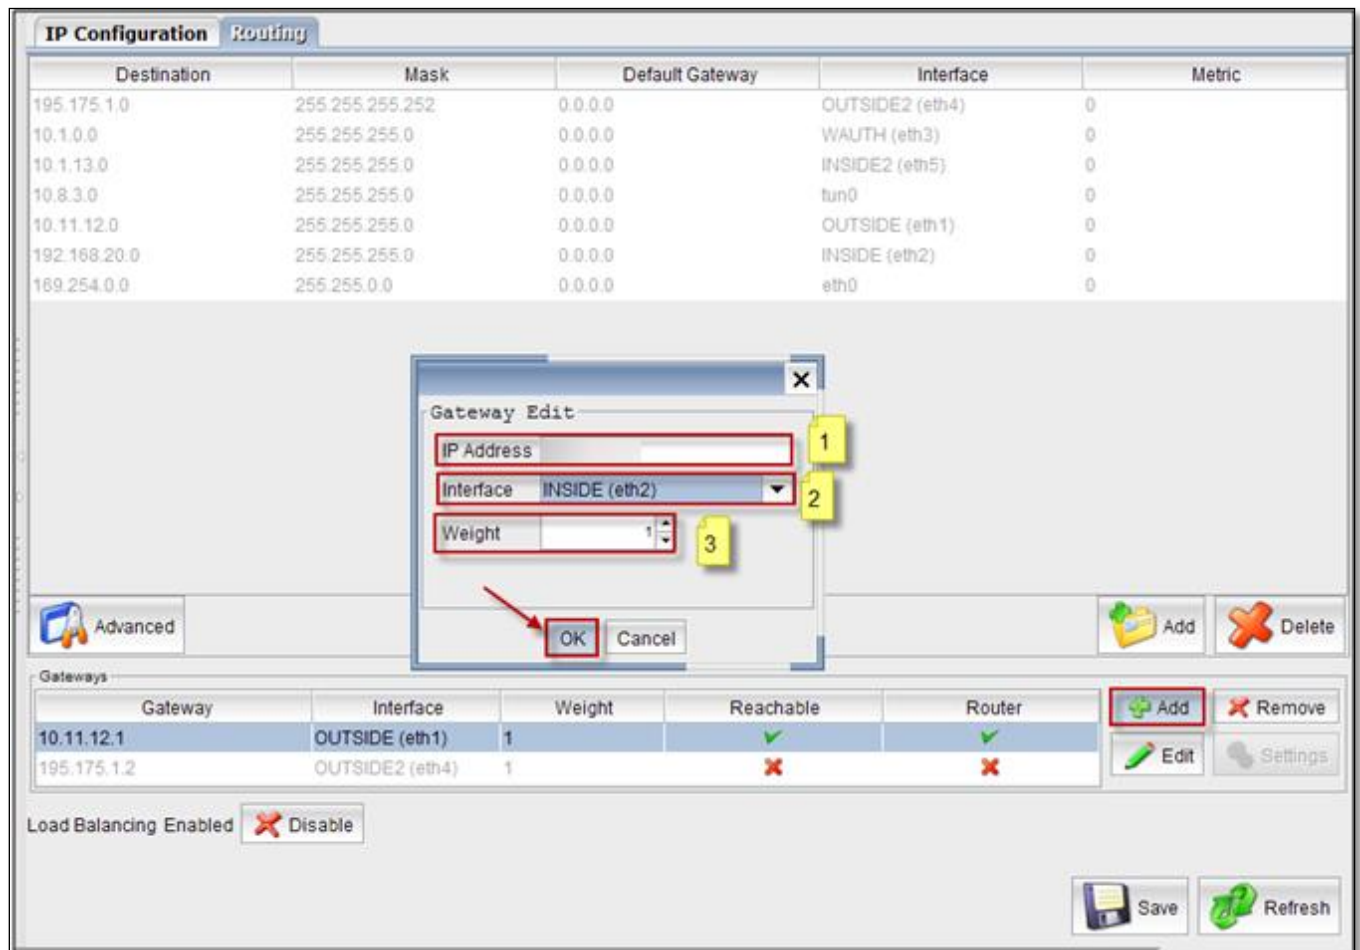 IP Configuration Routing
Destination Mask Default Gateway Interface Metric
195.175.1.0 255.255.255.252 0.0.0.0 OUTSIDE2 (eth4) 0
10.1.0.0 255.255.255.0 0.0.0.0 WAUTH (eth3) 0
10.1.13.0 255.255.255.0 0.0.0.0 INSIDE2 (eth5) 0
10.8.3.0 255.255.255.0 0.0.0.0 tun0 0
10.11.12.0 255.255.255.0 0.0.0.0 OUTSIDE (eth1) 0
192.168.20.0 255.255.255.0 0.0.0.0 INSIDE (eth2) 0
169.254.0.0 255.255.0.0 0.0.0.0 eth0 0
Gateway Edit
IP Address 1
Interface INSIDE (eth2) 2
Weight 1 3
OK Cancel
Advanced Add Delete
Gateways
Gateway Interface Weight Reachable Router Add Remove
10.11.12.1 OUTSIDE (eth1) 1
Edit Settings
195.175.1.2 OUTSIDE2 (eth4) 1
Load Balancing Enabled Disable
Save Refresh